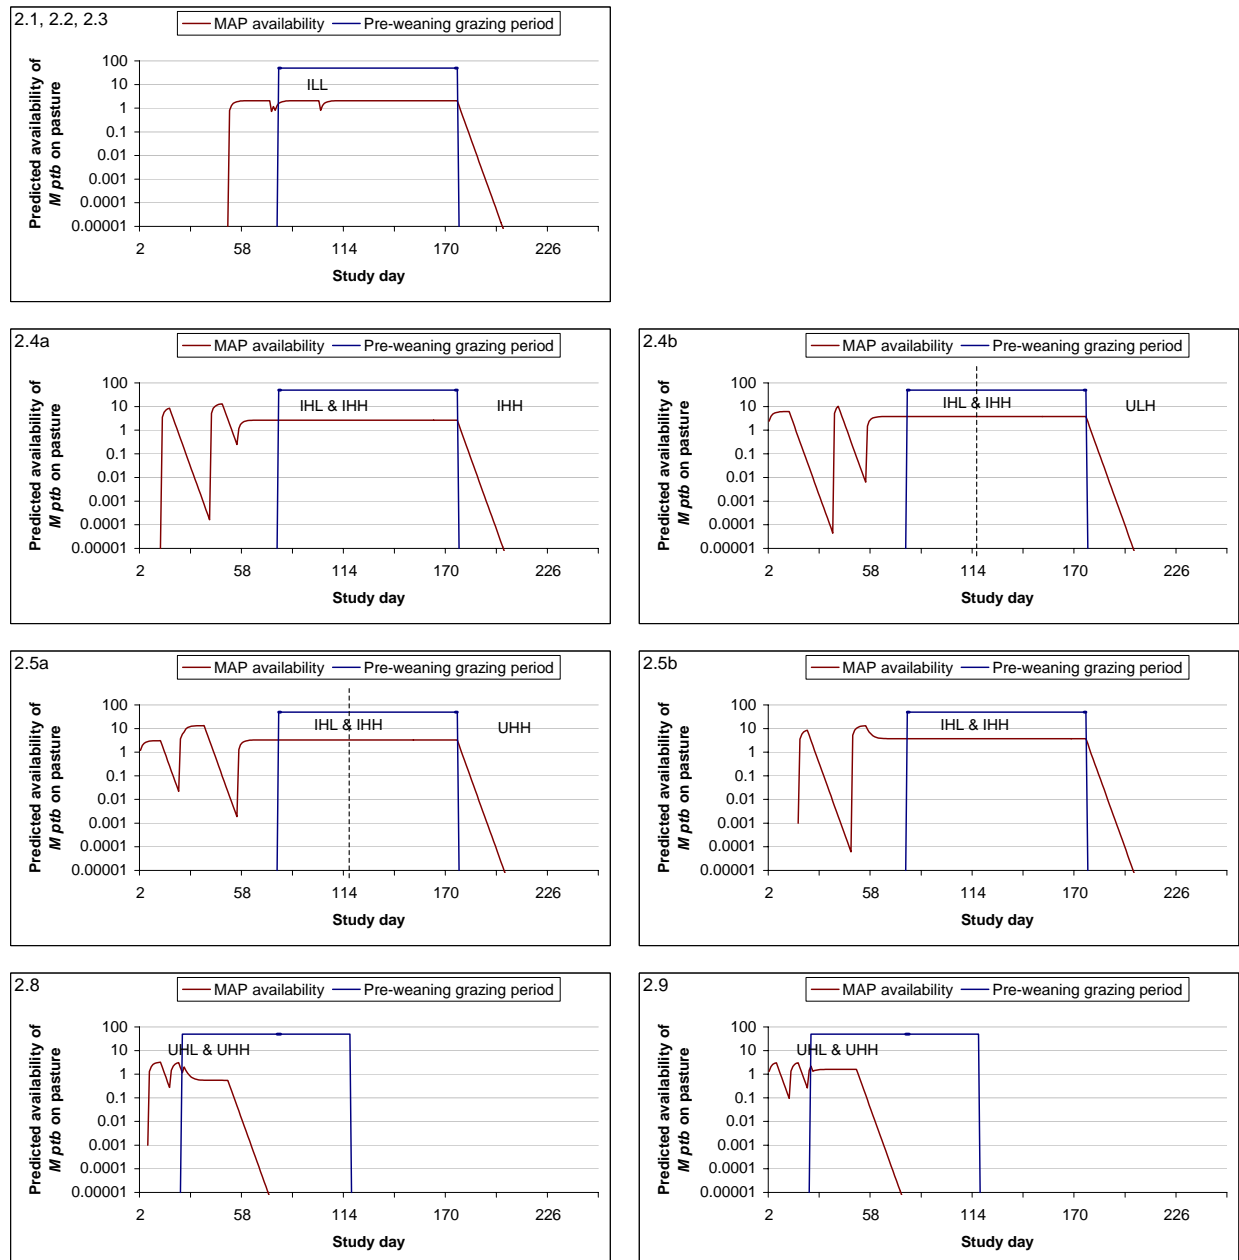 2.1, 2.2, 2.3
MAP availability
Pre-weaning grazing period
Predicted availability of
M ptb on pasture
100
10
1
0.1
0.01
0.001
0.0001
0.00001
ILL
2
58
114
170
226
Study day
2.4a
MAP availability
Pre-weaning grazing period
Predicted availability of
M ptb on pasture
100
10
1
0.1
0.01
0.001
0.0001
0.00001
IHL & IHH
IHH
2
58
114
170
226
Study day
2.4b
MAP availability
Pre-weaning grazing period
Predicted availability of
M ptb on pasture
100
10
1
0.1
0.01
0.001
0.0001
0.00001
IHL & IHH
ULH
2
58
114
170
226
Study day
2.5a
MAP availability
Pre-weaning grazing period
Predicted availability of
M ptb on pasture
100
10
1
0.1
0.01
0.001
0.0001
0.00001
IHL & IHH
UHH
2
58
114
170
226
Study day
2.5b
MAP availability
Pre-weaning grazing period
Predicted availability of
M ptb on pasture
100
10
1
0.1
0.01
0.001
0.0001
0.00001
IHL & IHH
2
58
114
170
226
Study day
2.8
MAP availability
Pre-weaning grazing period
Predicted availability of
M ptb on pasture
100
10
1
0.1
0.01
0.001
0.0001
0.00001
UHL & UHH
2
58
114
170
226
Study day
2.9
MAP availability
Pre-weaning grazing period
Predicted availability of
M ptb on pasture
100
10
1
0.1
0.01
0.001
0.0001
0.00001
UHL & UHH
2
58
114
170
226
Study day